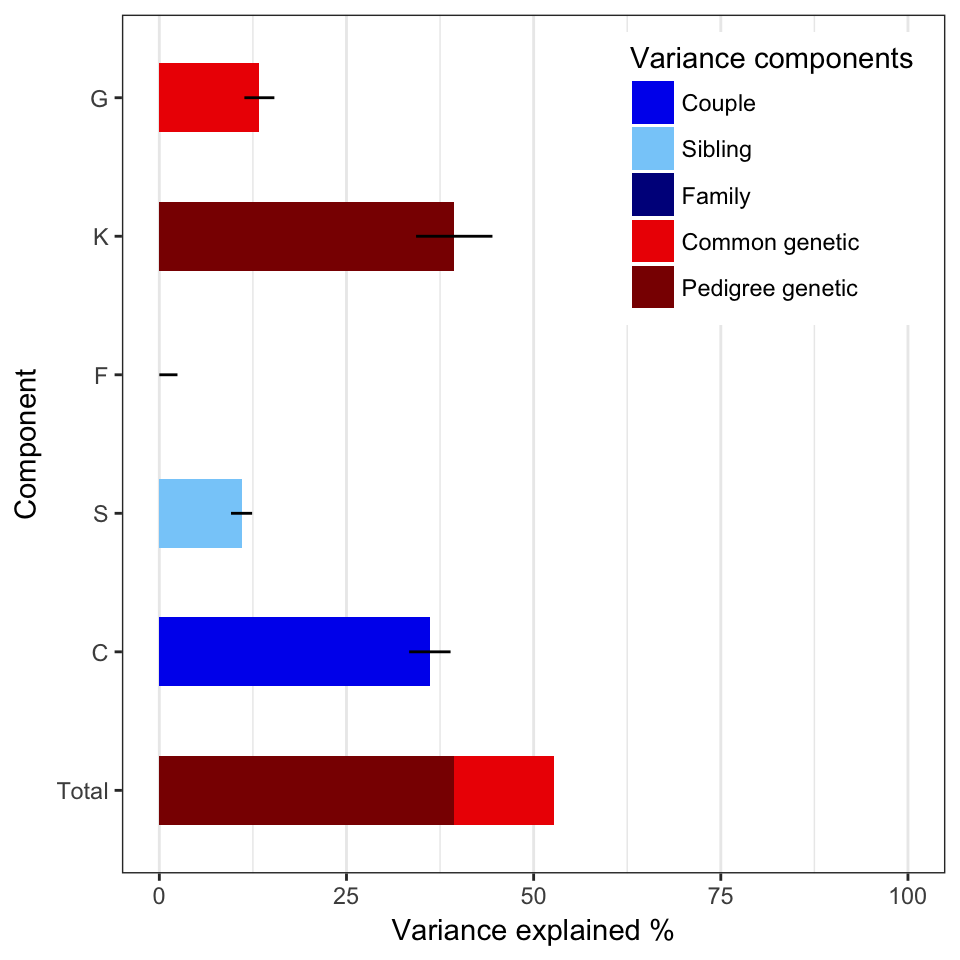 Variance components
Couple
Sibling
Family
Common genetic
Pedigree genetic
G
K
F
S
C
Total
Component
0 25 50 75 100
Variance explained %